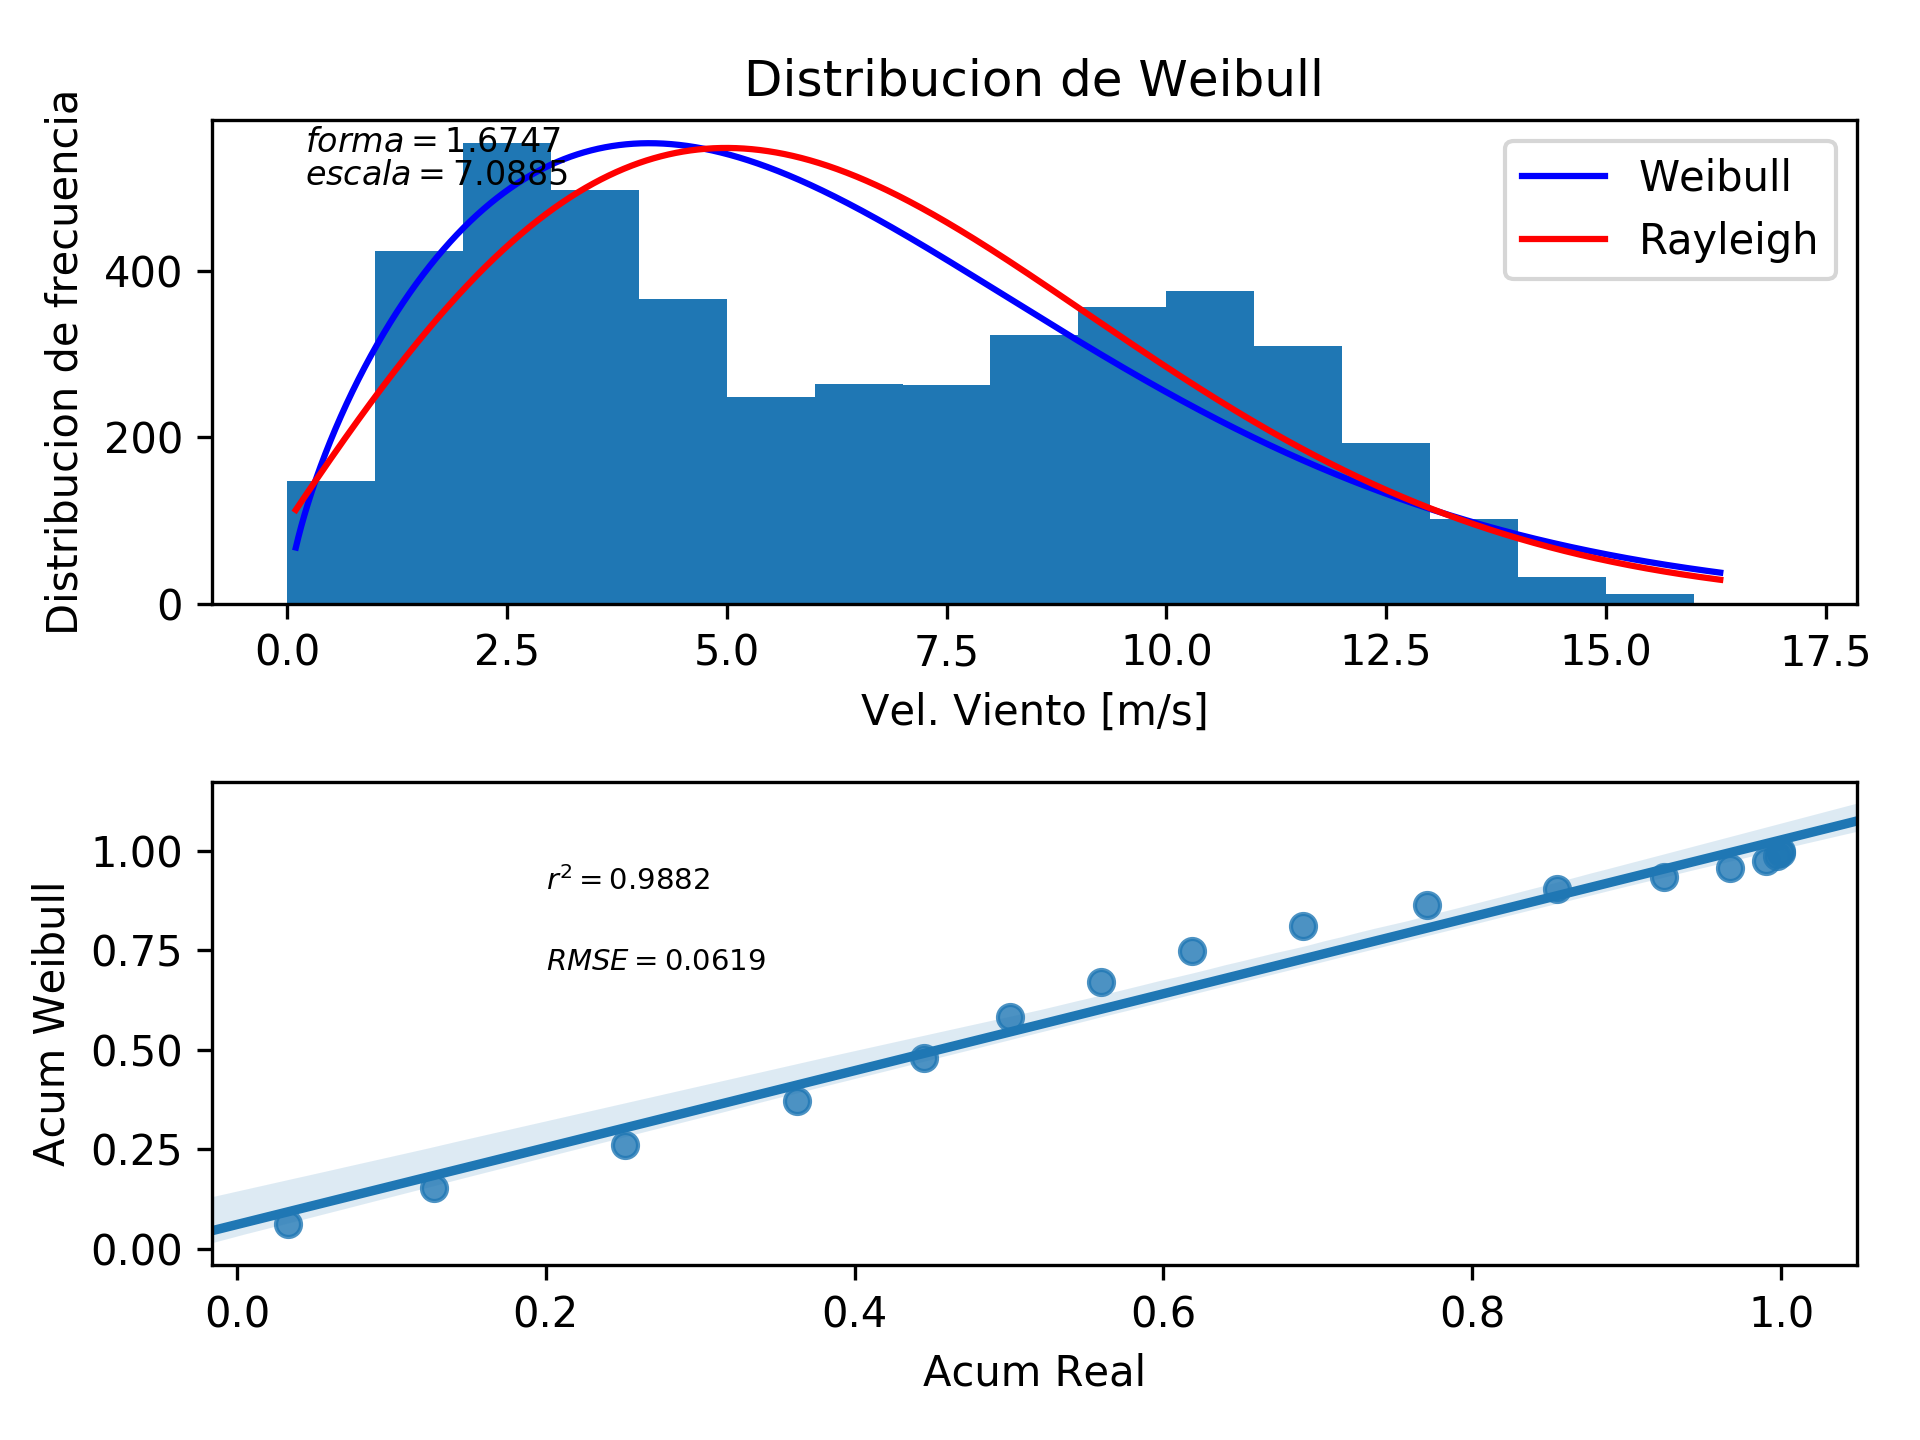 Distribucion de Weibull
forma = 1.6747
escala = 7.0885
Weibull
Rayleigh
Distribucion de frecuencia
400
200
0
0.0 2.5 5.0 7.5 10.0 12.5 15.0 17.5
Vel. Viento [m/s]
r² = 0.9882
RMSE = 0.0619
Acum Weibull
1.00
0.75
0.50
0.25
0.00
0.0 0.2 0.4 0.6 0.8 1.0
Acum Real